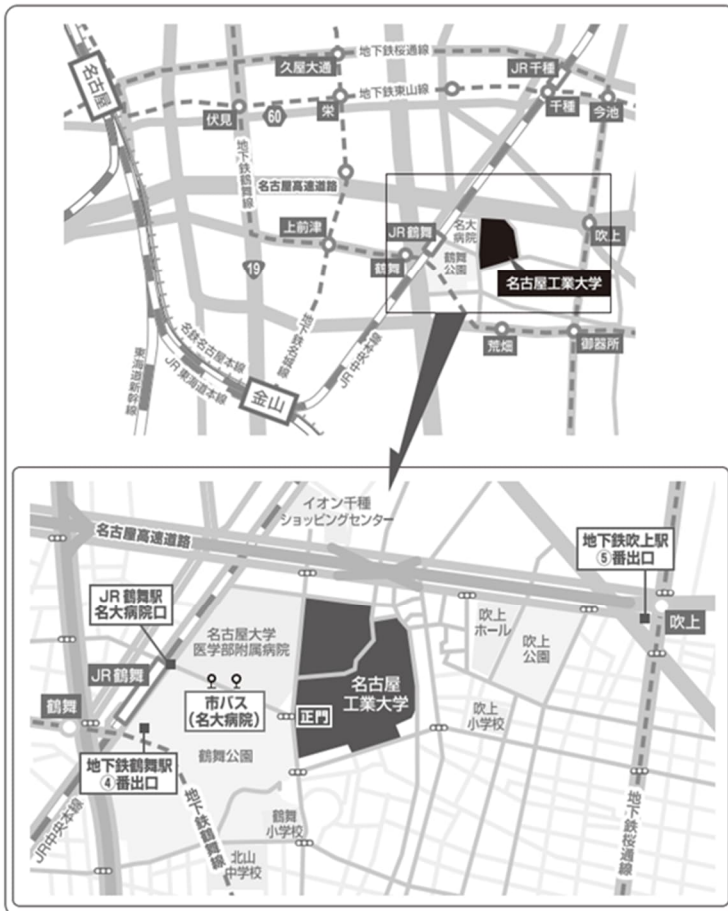 地下鉄桜通線
久屋大通
JR千種
名古屋
地下鉄東山線
栄
千種
今池
伏見
60
地下鉄鶴舞線
名古屋高速道路
上前津
JR鶴舞
名大
病院
吹上
鶴舞
鶴舞
公園
名古屋工業大学
19
地下鉄名城線
JR中央本線
荒畑
御器所
名鉄名古屋本線
JR東海道本線
東海道新幹線
金山
イオン千種
ショッピングセンター
名古屋高速道路
地下鉄吹上駅
⑤番出口
JR鶴舞駅
名大病院口
名古屋大学
医学部附属病院
吹上
ホール
吹上
公園
吹上
JR鶴舞
名古屋
工業大学
鶴舞
市バス
(名大病院)
正門
吹上
小学校
地下鉄鶴舞駅
④番出口
鶴舞公園
地下鉄鶴舞線
鶴舞
小学校
JR中央本線
北山
中学校
地下鉄桜通線